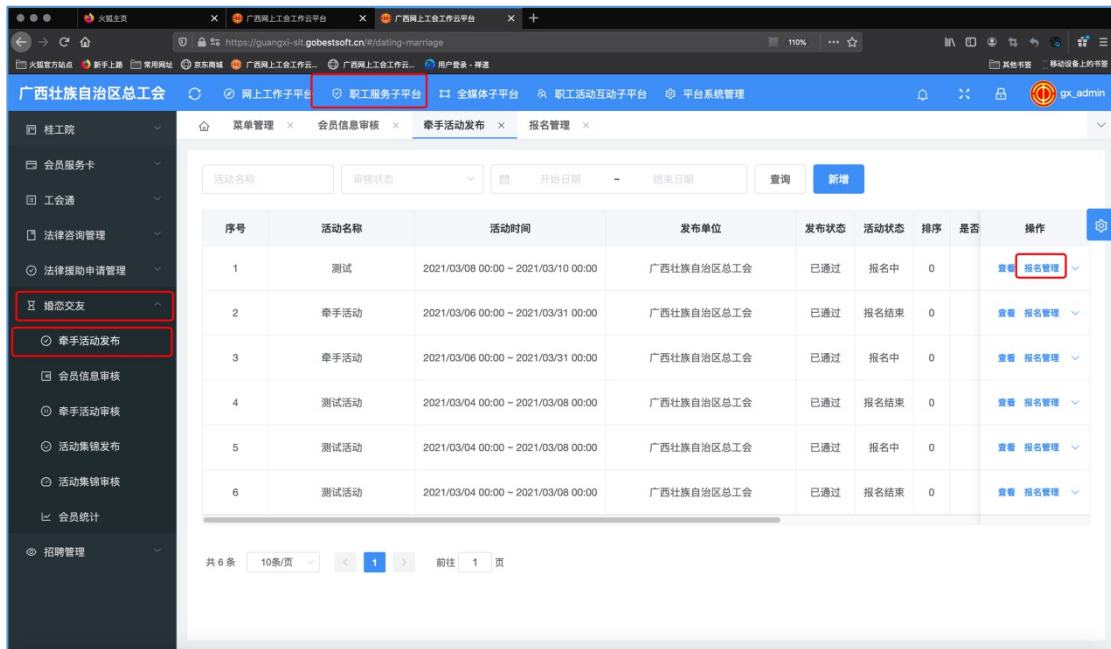 火狐主页 × 广西网上工会工作云平台 × 广西网上工会工作云平台 × +
https://guangxi-sit.gobestsoft.cn/#/dating-marriage 110%
火狐官方站点 新手上路 常用网址 京东商城 广西网上工会工作云... 广西网上工会工作云... 用户登录 - 禅道 其他书签 移动设备上的书签
广西壮族自治区总工会 网上工作子平台 职工服务子平台 全媒体子平台 职工活动互动子平台 平台系统管理 gx_admin
桂工院 菜单管理 × 会员信息审核 × 牵手活动发布 × 报名管理 ×
会员服务卡
活动名称 审核状态 开始日期 ~ 结束日期 查询 新增
工会通
法律咨询管理
序号 活动名称 活动时间 发布单位 发布状态 活动状态 排序 是否 操作
法律援助申请管理
1 测试 2021/03/08 00:00 ~ 2021/03/10 00:00 广西壮族自治区总工会 已通过 报名中 0 查看 报名管理
婚恋交友
2 牵手活动 2021/03/06 00:00 ~ 2021/03/31 00:00 广西壮族自治区总工会 已通过 报名结束 0 查看 报名管理
牵手活动发布
3 牵手活动 2021/03/06 00:00 ~ 2021/03/31 00:00 广西壮族自治区总工会 已通过 报名中 0 查看 报名管理
会员信息审核
4 测试活动 2021/03/04 00:00 ~ 2021/03/08 00:00 广西壮族自治区总工会 已通过 报名结束 0 查看 报名管理
牵手活动审核
5 测试活动 2021/03/04 00:00 ~ 2021/03/08 00:00 广西壮族自治区总工会 已通过 报名中 0 查看 报名管理
活动集锦发布
活动集锦审核
6 测试活动 2021/03/04 00:00 ~ 2021/03/08 00:00 广西壮族自治区总工会 已通过 报名结束 0 查看 报名管理
会员统计
招聘管理
共 6 条 10条/页 < 1 > 前往 1 页